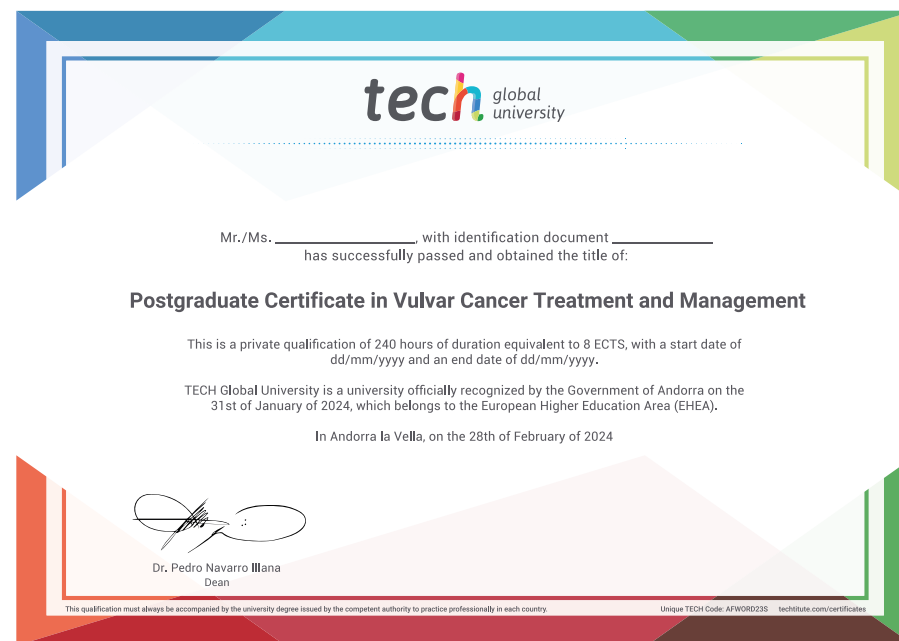 tech global
university
Mr./Ms. ____________________, with identification document ______________
has successfully passed and obtained the title of:
Postgraduate Certificate in Vulvar Cancer Treatment and Management
This is a private qualification of 240 hours of duration equivalent to 8 ECTS, with a start date of
dd/mm/yyyy and an end date of dd/mm/yyyy.
TECH Global University is a university officially recognized by the Government of Andorra on the
31st of January of 2024, which belongs to the European Higher Education Area (EHEA).
In Andorra la Vella, on the 28th of February of 2024
Dr. Pedro Navarro Illana
Dean
This qualification must always be accompanied by the university degree issued by the competent authority to practice professionally in each country. Unique TECH Code: AFWORD23S techtitute.com/certificates